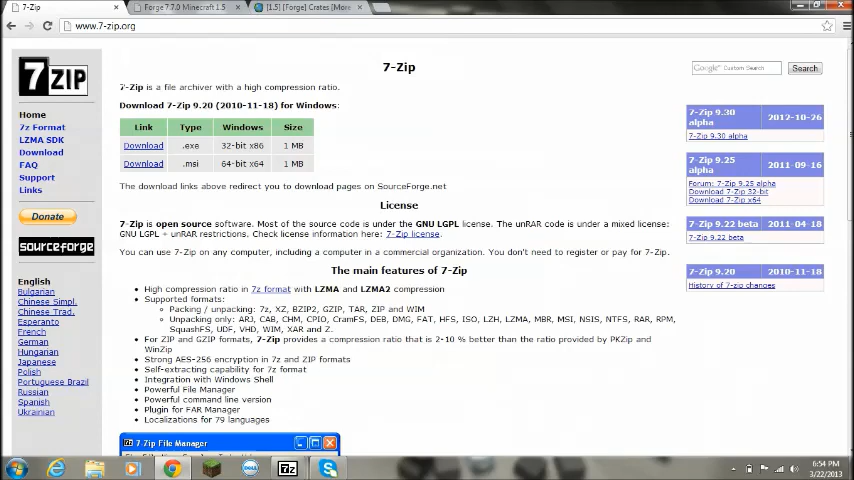 7-Zip
Forge 7.7.0 Minecraft 1.5
[1.5] [Forge] Crates [More
www.7-zip.org
7ZIP
7-Zip
Google™ Custom Search
Search
7-Zip is a file archiver with a high compression ratio.
Download 7-Zip 9.20 (2010-11-18) for Windows:
Link Type Windows Size
Download .exe 32-bit x86 1 MB
Download .msi 64-bit x64 1 MB
The download links above redirect you to download pages on SourceForge.net
License
7-Zip is open source software. Most of the source code is under the GNU LGPL license. The unRAR code is under a mixed license:
GNU LGPL + unRAR restrictions. Check license information here: 7-Zip license.
You can use 7-Zip on any computer, including a computer in a commercial organization. You don't need to register or pay for 7-Zip.
The main features of 7-Zip
High compression ratio in 7z format with LZMA and LZMA2 compression
Supported formats:
Packing / unpacking: 7z, XZ, BZIP2, GZIP, TAR, ZIP and WIM
Unpacking only: ARJ, CAB, CHM, CPIO, CramFS, DEB, DMG, FAT, HFS, ISO, LZH, LZMA, MBR, MSI, NSIS, NTFS, RAR, RPM,
SquashFS, UDF, VHD, WIM, XAR and Z.
For ZIP and GZIP formats, 7-Zip provides a compression ratio that is 2-10 % better than the ratio provided by PKZip and
WinZip
Strong AES-256 encryption in 7z and ZIP formats
Self-extracting capability for 7z format
Integration with Windows Shell
Powerful File Manager
Powerful command line version
Plugin for FAR Manager
Localizations for 79 languages
7-Zip File Manager
Home
7z Format
LZMA SDK
Download
FAQ
Support
Links
Donate
sourceforge
English
Bulgarian
Chinese Simpl.
Chinese Trad.
Esperanto
French
German
Hungarian
Japanese
Polish
Portuguese Brazil
Russian
Spanish
Ukrainian
7-Zip 9.30
alpha
2012-10-26
7-Zip 9.30 alpha
7-Zip 9.25
alpha
2011-09-16
Forum: 7-Zip 9.25 alpha
Download 7-Zip 32-bit
Download 7-Zip x64
7-Zip 9.22 beta 2011-04-18
7-Zip 9.22 beta
7-Zip 9.20 2010-11-18
History of 7-zip changes
DELL
7z
6:54 PM
3/22/2013